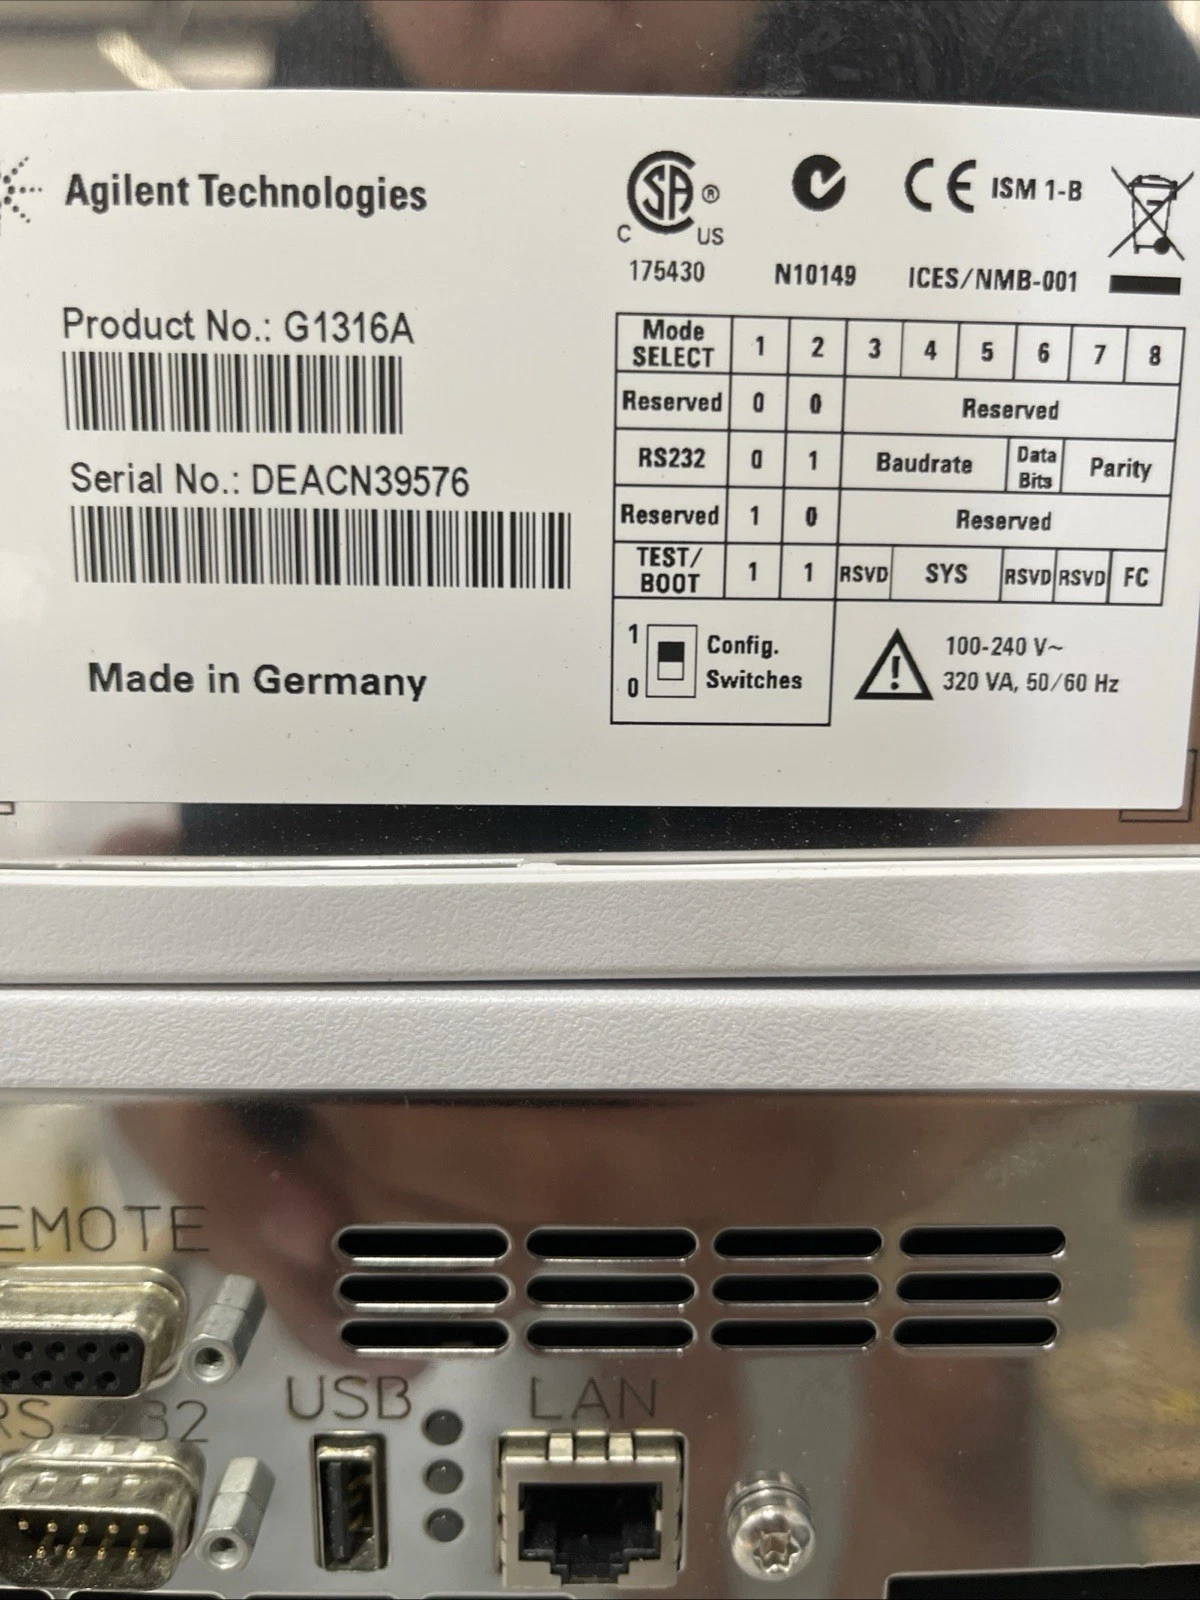 Agilent Technologies
Product No.: G1316A
Serial No.: DEACN39576
Made in Germany
CSA ® C US
175430
N10149
CE ISM 1-B
ICES/NMB-001
Mode SELECT 1 2 3 4 5 6 7 8
Reserved 0 0 Reserved
RS232 0 1 Baudrate Data Bits Parity
Reserved 1 0 Reserved
TEST/BOOT 1 1 RSVD SYS RSVD RSVD FC
1
0
Config.
Switches
!
100-240 V~
320 VA, 50/60 Hz
EMOTE
USB
LAN
RS-232